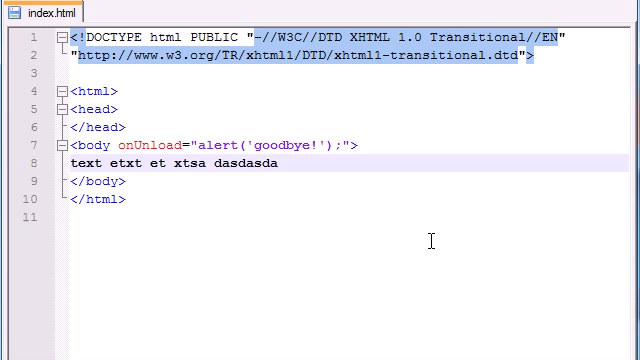 index.html
1 <!DOCTYPE html PUBLIC "-//W3C//DTD XHTML 1.0 Transitional//EN"
2 "http://www.w3.org/TR/xhtml1/DTD/xhtml1-transitional.dtd">
3
4 <html>
5 <head>
6 </head>
7 <body onUnload="alert('goodbye!');">
8 text etxt et xtsa dasdasda
9 </body>
10 </html>
11